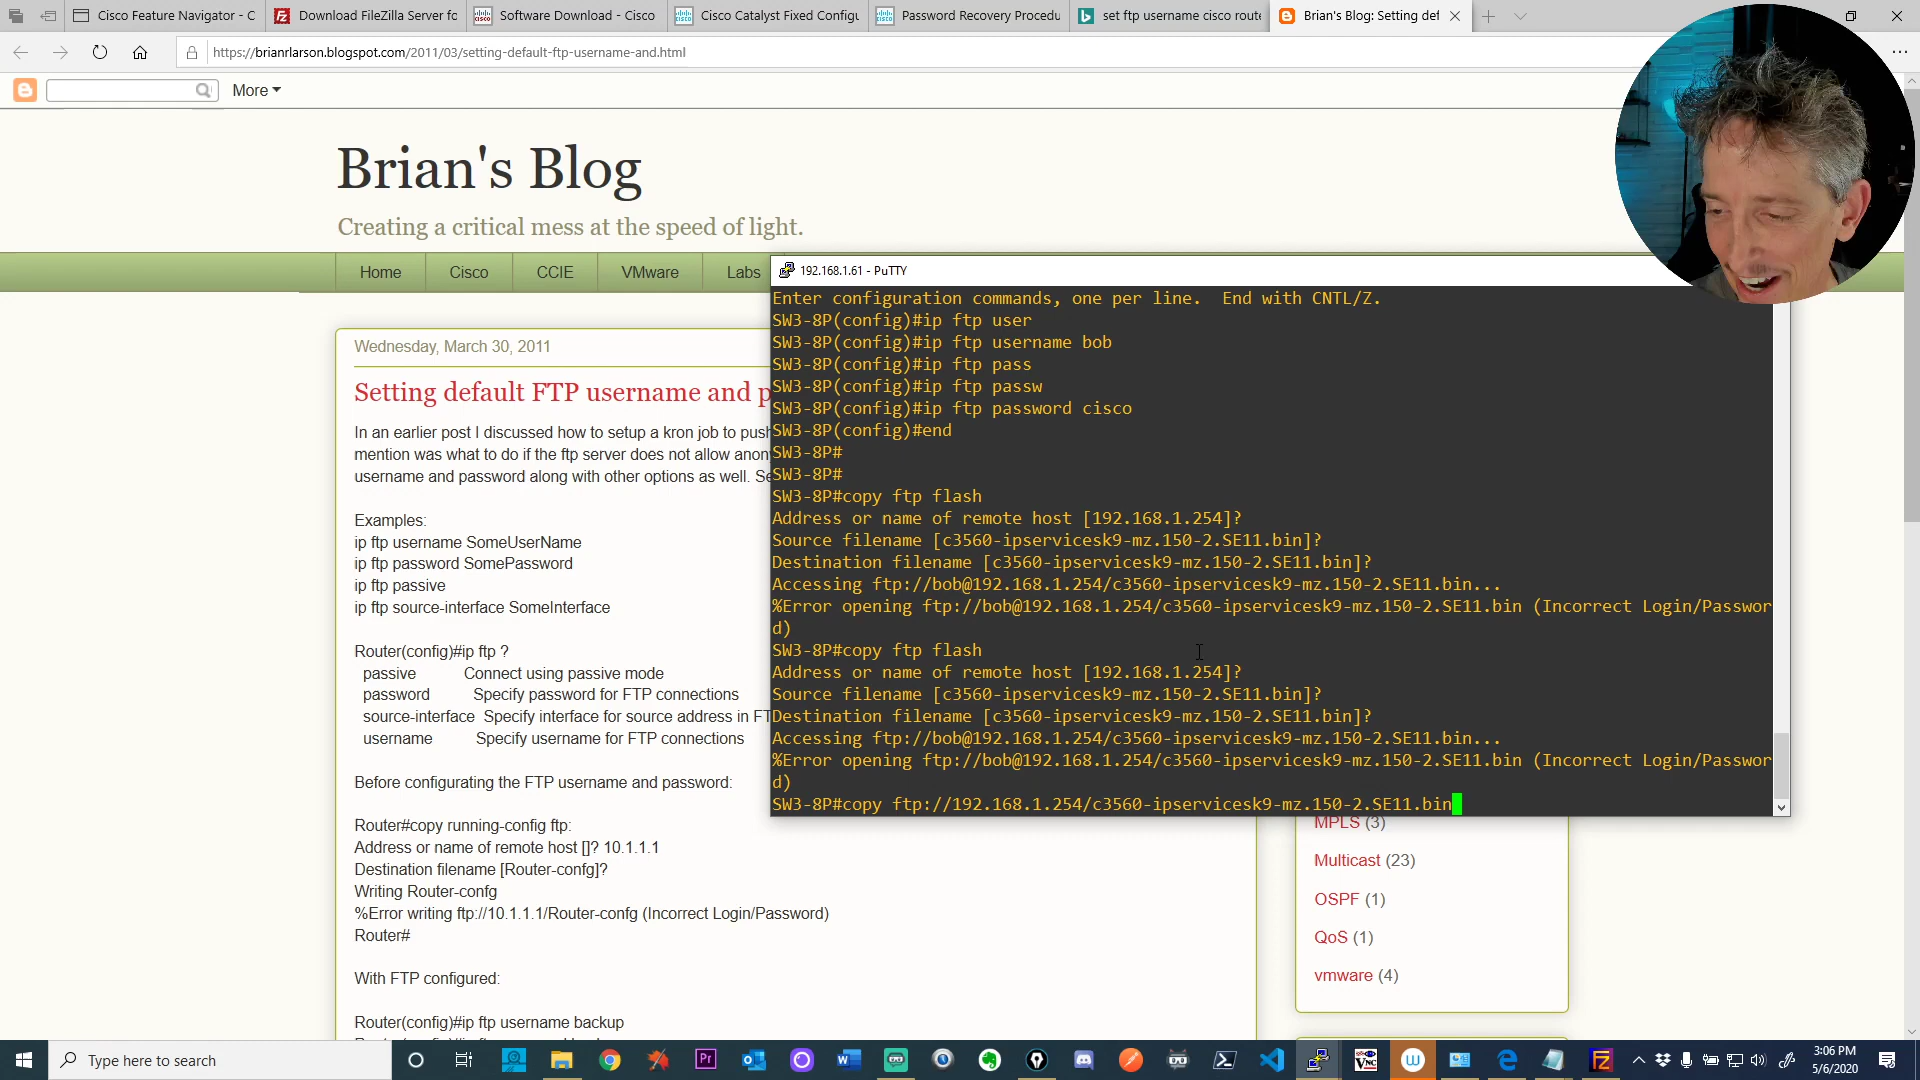 Cisco Feature Navigator - C
Download FileZilla Server fo
Software Download - Cisco
Cisco Catalyst Fixed Configu
Password Recovery Procedu
set ftp username cisco route
Brian's Blog: Setting def
https://brianrlarson.blogspot.com/2011/03/setting-default-ftp-username-and.html
More
Brian's Blog
Creating a critical mess at the speed of light.
Home
Cisco
CCIE
VMware
Labs
Wednesday, March 30, 2011
Setting default FTP username and p
In an earlier post I discussed how to setup a kron job to push
mention was what to do if the ftp server does not allow anon
username and password along with other options as well. Se
Examples:
ip ftp username SomeUserName
ip ftp password SomePassword
ip ftp passive
ip ftp source-interface SomeInterface
Router(config)#ip ftp ?
passive Connect using passive mode
password Specify password for FTP connections
source-interface Specify interface for source address in FT
username Specify username for FTP connections
Before configuring the FTP username and password:
Router#copy running-config ftp:
Address or name of remote host []? 10.1.1.1
Destination filename [Router-confg]?
Writing Router-confg
%Error writing ftp://10.1.1.1/Router-confg (Incorrect Login/Password)
Router#
With FTP configured:
Router(config)#ip ftp username backup
192.168.1.61 - PuTTY
Enter configuration commands, one per line.  End with CNTL/Z.
SW3-8P(config)#ip ftp user
SW3-8P(config)#ip ftp username bob
SW3-8P(config)#ip ftp pass
SW3-8P(config)#ip ftp passw
SW3-8P(config)#ip ftp password cisco
SW3-8P(config)#end
SW3-8P#
SW3-8P#
SW3-8P#copy ftp flash
Address or name of remote host [192.168.1.254]?
Source filename [c3560-ipservicesk9-mz.150-2.SE11.bin]?
Destination filename [c3560-ipservicesk9-mz.150-2.SE11.bin]?
Accessing ftp://bob@192.168.1.254/c3560-ipservicesk9-mz.150-2.SE11.bin...
%Error opening ftp://bob@192.168.1.254/c3560-ipservicesk9-mz.150-2.SE11.bin (Incorrect Login/Passwor
d)
SW3-8P#copy ftp flash
Address or name of remote host [192.168.1.254]?
Source filename [c3560-ipservicesk9-mz.150-2.SE11.bin]?
Destination filename [c3560-ipservicesk9-mz.150-2.SE11.bin]?
Accessing ftp://bob@192.168.1.254/c3560-ipservicesk9-mz.150-2.SE11.bin...
%Error opening ftp://bob@192.168.1.254/c3560-ipservicesk9-mz.150-2.SE11.bin (Incorrect Login/Passwor
d)
SW3-8P#copy ftp://192.168.1.254/c3560-ipservicesk9-mz.150-2.SE11.bin
MPLS (3)
Multicast (23)
OSPF (1)
QoS (1)
vmware (4)
Type here to search
3:06 PM
5/6/2020